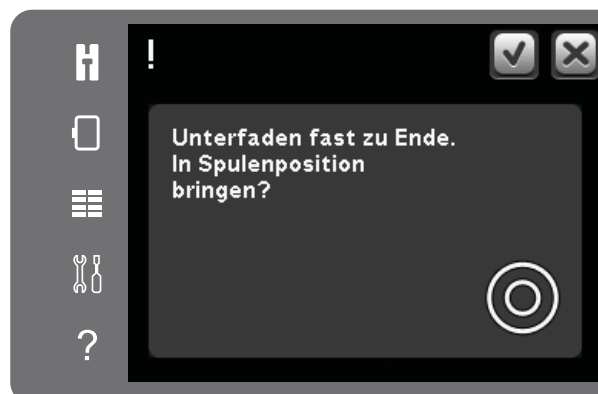 !
Unterfaden fast zu Ende.
In Spulenposition
bringen?
?